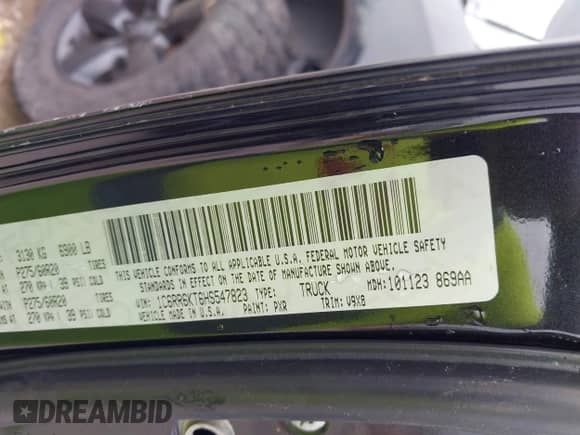 3130 KG 6900 LB
P275/60R20 TIRES
AT 270 KPA / 39 PSI COLD
P275/60R20 TIRES
AT 270 KPA / 39 PSI COLD
THIS VEHICLE CONFORMS TO ALL APPLICABLE U.S.A. FEDERAL MOTOR VEHICLE SAFETY
STANDARDS IN EFFECT ON THE DATE OF MANUFACTURE SHOWN ABOVE.
VIN: 1C6RR6KT6HS547823 TYPE: TRUCK MDH: 101123 869AA
VEHICLE MADE IN U.S.A. PAINT: PXR TRIM: V9X8
DREAMBID